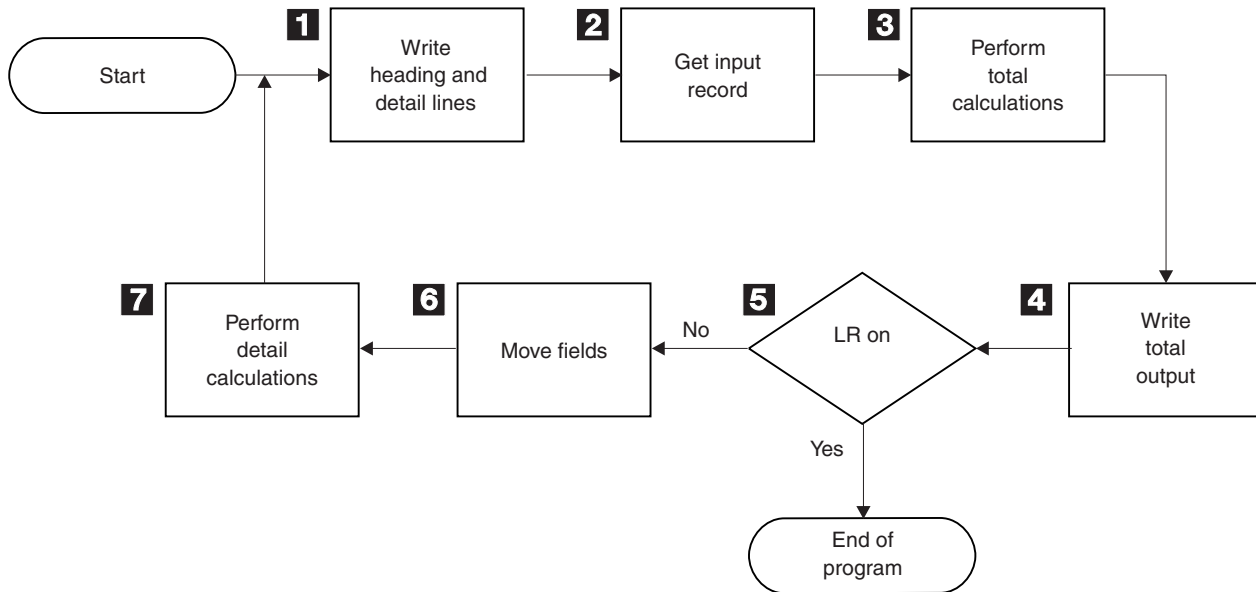 Start
1
Write
heading and
detail lines
2
Get input
record
3
Perform
total
calculations
4
Write
total
output
5
LR on
No
Yes
6
Move fields
7
Perform
detail
calculations
End of
program